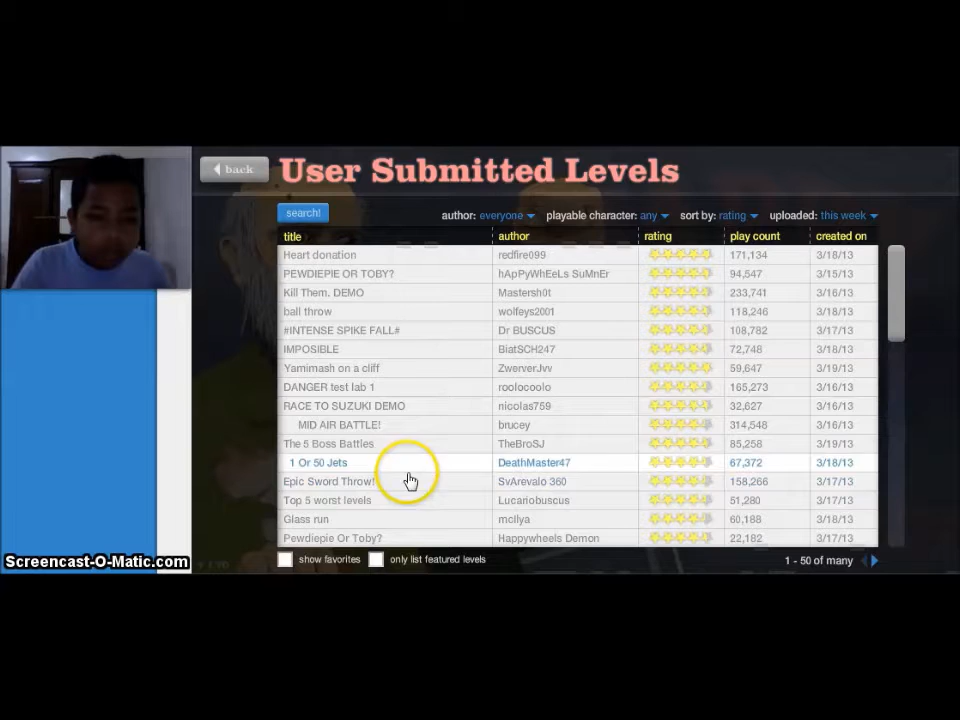 back
User Submitted Levels
search!
author: everyone playable character: any sort by: rating uploaded: this week
title author rating play count created on
Heart donation redfire099 171,134 3/18/13
PEWDIEPIE OR TOBY? hApPyWhEeLs SuMnEr 94,547 3/15/13
Kill Them. DEMO Mastersh0t 233,741 3/16/13
ball throw wolfeys2001 118,246 3/18/13
#INTENSE SPIKE FALL# Dr BUSCUS 108,782 3/17/13
IMPOSIBLE BiatSCH247 72,748 3/18/13
Yamimash on a cliff ZwerverJvv 59,647 3/19/13
DANGER test lab 1 roolocoolo 165,273 3/16/13
RACE TO SUZUKI DEMO nicolas759 32,627 3/16/13
MID AIR BATTLE! brucey 314,548 3/16/13
The 5 Boss Battles TheBroSJ 85,258 3/19/13
1 Or 50 Jets DeathMaster47 67,372 3/18/13
Epic Sword Throw! SvArevalo 360 158,266 3/17/13
Top 5 worst levels Lucariobuscus 51,280 3/17/13
Glass run mcilya 60,188 3/18/13
Pewdiepie Or Toby? Happywheels Demon 22,182 3/17/13
show favorites only list featured levels 1 - 50 of many
Screencast-O-Matic.com